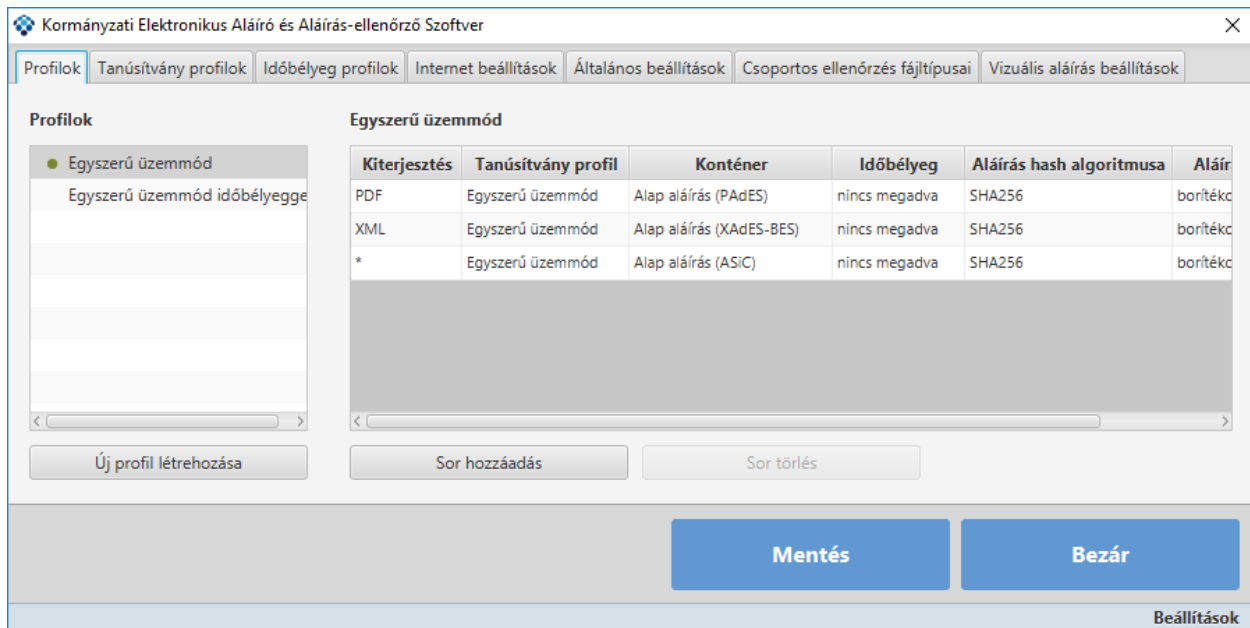 Kormányzati Elektronikus Aláíró és Aláírás-ellenőrző Szoftver
Profilok Tanúsítvány profilok Időbélyeg profilok Internet beállítások Általános beállítások Csoportos ellenőrzés fájltípusai Vizuális aláírás beállítások
Profilok
Egyszerű üzemmód
Egyszerű üzemmód időbélyegge
Egyszerű üzemmód
Kiterjesztés Tanúsítvány profil Konténer Időbélyeg Aláírás hash algoritmusa Aláír
PDF Egyszerű üzemmód Alap aláírás (PAdES) nincs megadva SHA256 borítékc
XML Egyszerű üzemmód Alap aláírás (XAdES-BES) nincs megadva SHA256 borítékc
* Egyszerű üzemmód Alap aláírás (ASiC) nincs megadva SHA256 borítékc
Új profil létrehozása
Sor hozzáadás
Sor törlés
Mentés
Bezár
Beállítások